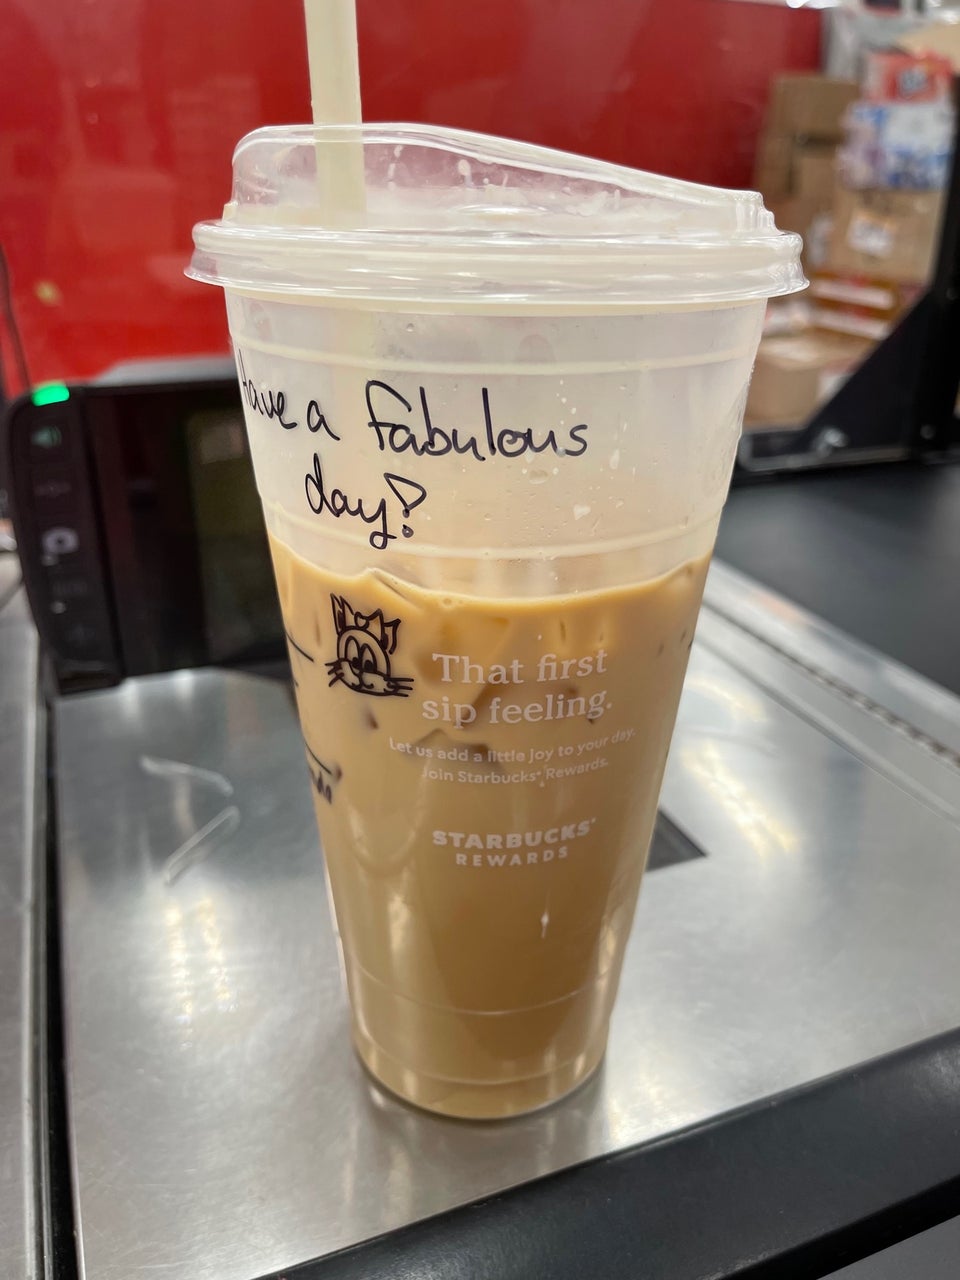 Have a fabulous
day!
That first
sip feeling.
Let us add a little joy to your day.
Join Starbucks® Rewards.
STARBUCKS®
REWARDS